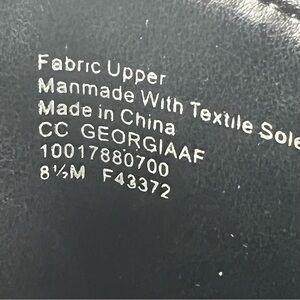 Fabric Upper
Manmade With Textile Sole
Made in China
CC GEORGIAAF
10017880700
8½M F43372